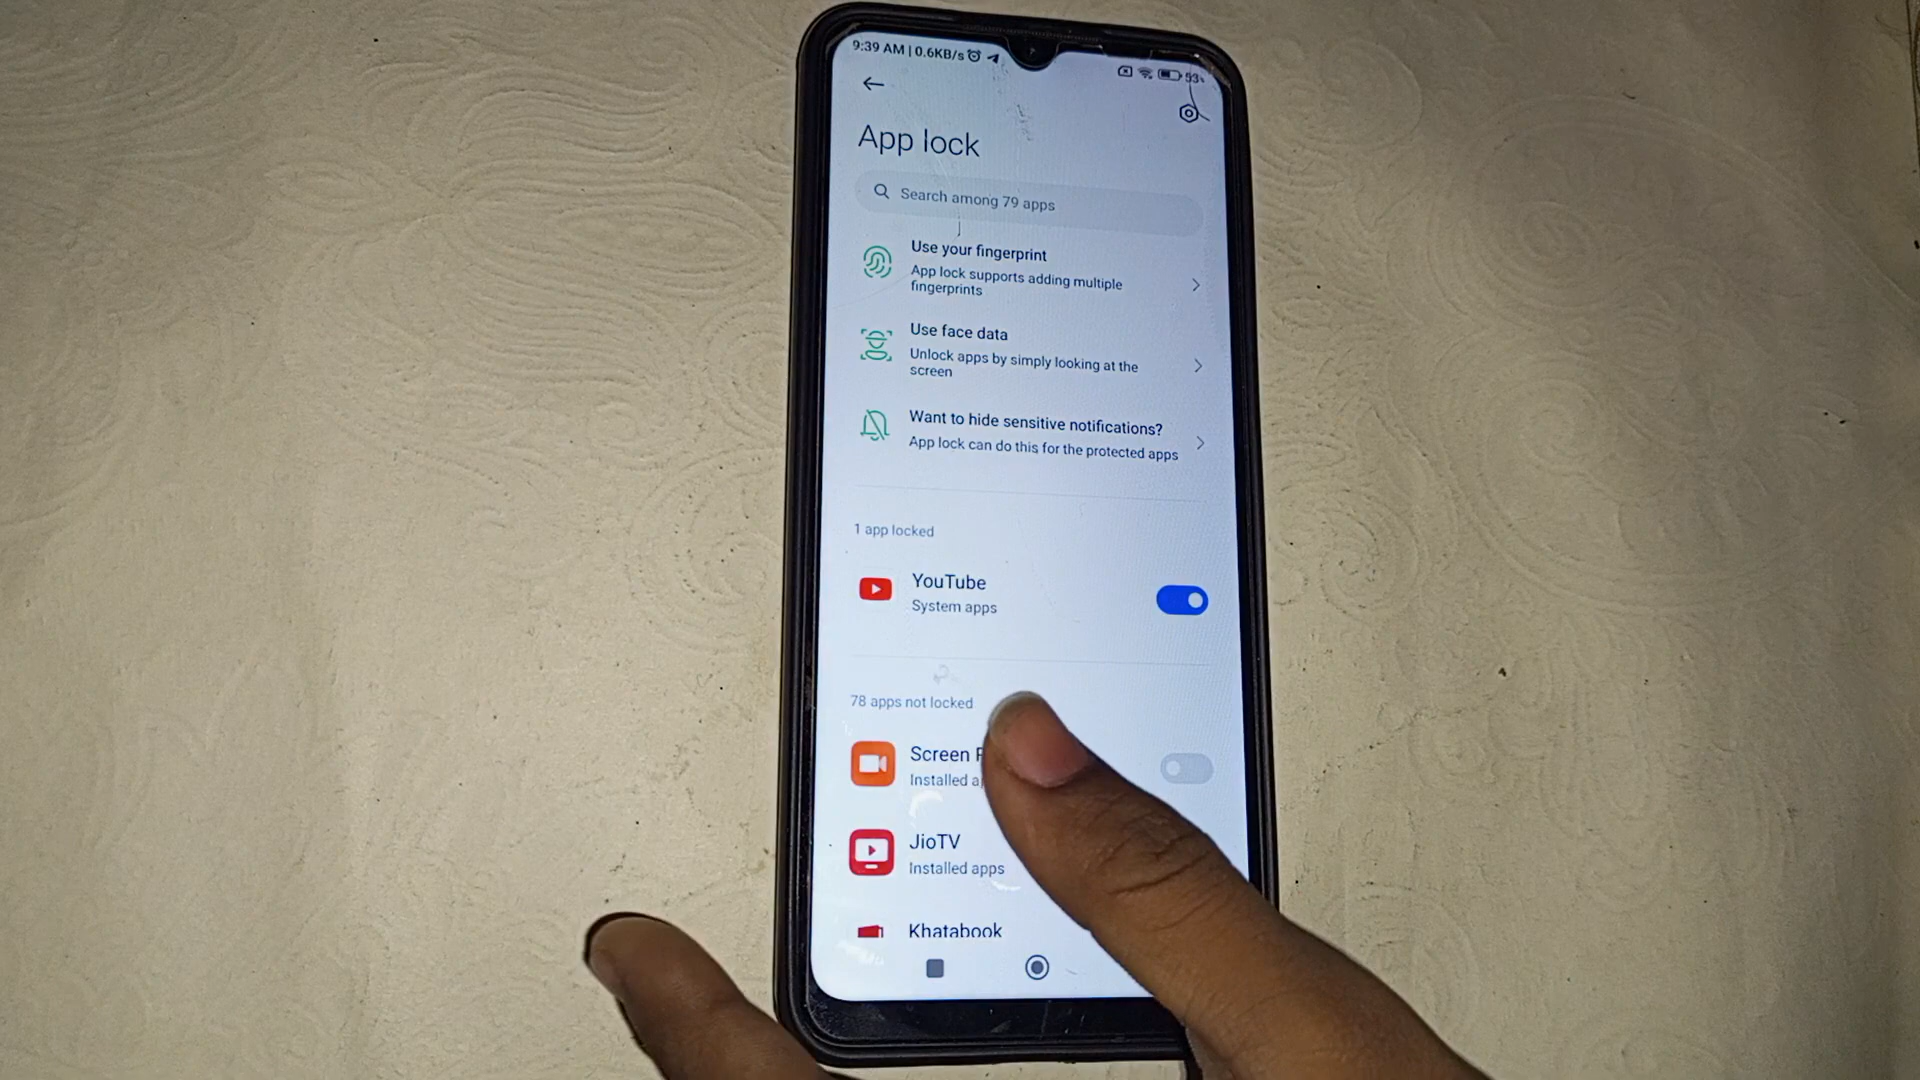 9:39 AM | 0.6KB/s
53
App lock
Search among 79 apps
Use your fingerprint
App lock supports adding multiple
fingerprints
Use face data
Unlock apps by simply looking at the
screen
Want to hide sensitive notifications?
App lock can do this for the protected apps
1 app locked
YouTube
System apps
78 apps not locked
Screen
Installed
JioTV
Installed apps
Khatabook